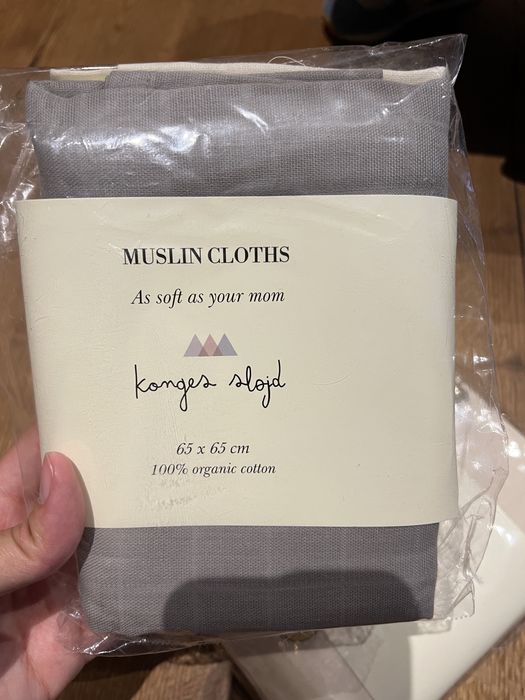 MUSLIN CLOTHS
As soft as your mom
konges sløjd
65 x 65 cm
100% organic cotton